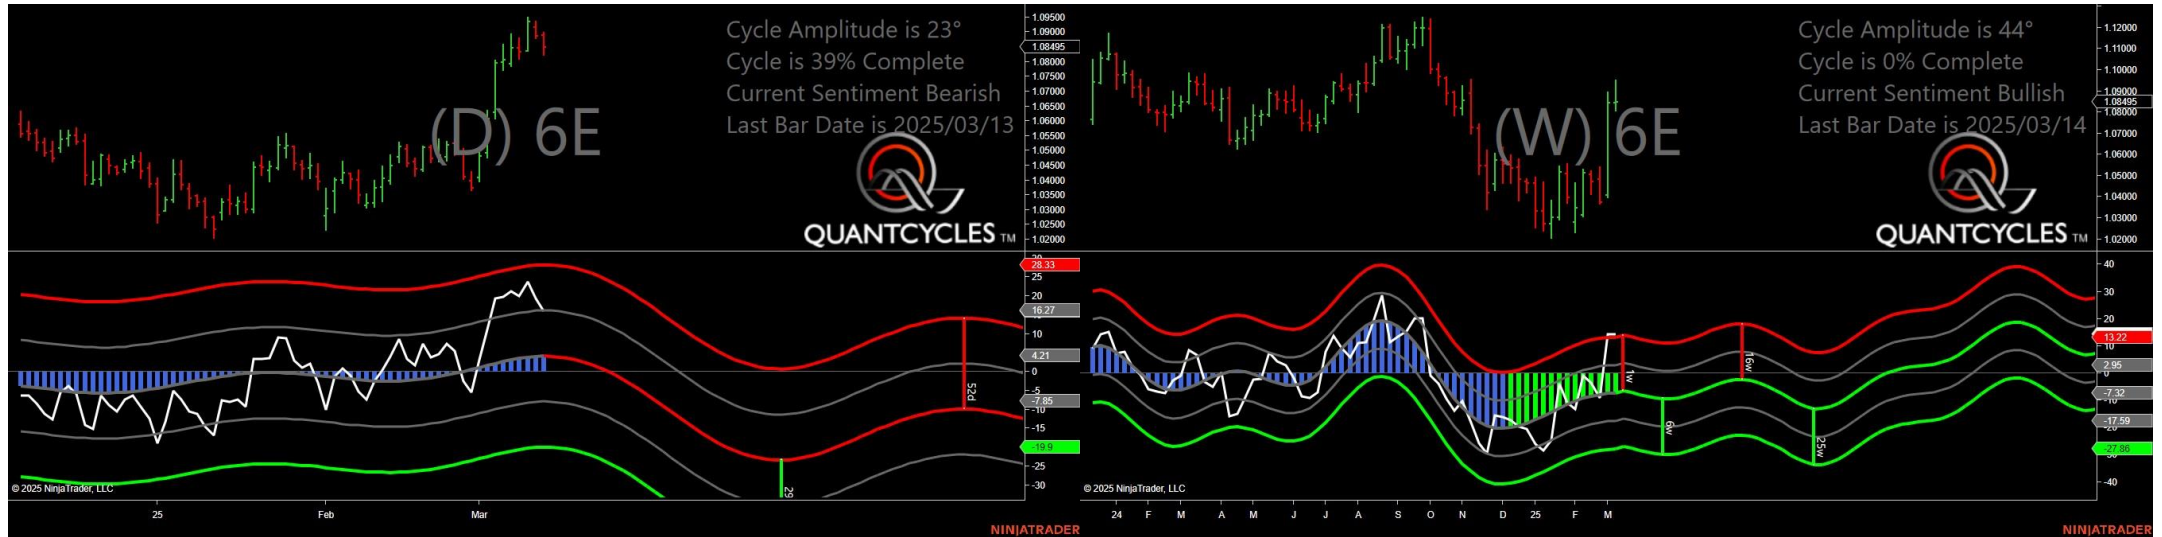 Cycle Amplitude is 23°
Cycle is 39% Complete
Current Sentiment Bearish
Last Bar Date is 2025/03/13
(D) 6E
QUANTCYCLES TM
1.09500
1.09000
1.08495
1.08000
1.07500
1.07000
1.06500
1.06000
1.05500
1.05000
1.04500
1.04000
1.03500
1.03000
1.02500
1.02000
28.33
25
20
16.27
10
4.21
0
-5
-7.85
-10
-15
-19.9
-25
-30
52d
29
© 2025 NinjaTrader, LLC
25 Feb Mar
NINJATRADER
Cycle Amplitude is 44°
Cycle is 0% Complete
Current Sentiment Bullish
Last Bar Date is 2025/03/14
(W) 6E
QUANTCYCLES TM
1.12000
1.11000
1.10000
1.09000
1.08495
1.08000
1.07000
1.06000
1.05000
1.04000
1.03000
1.02000
40
30
20
13.22
10
2.95
0
-7.32
-17.59
-27.86
-40
1w
6w
16w
25w
© 2025 NinjaTrader, LLC
24 F M A M J J A S O N D 25 F M
NINJATRADER